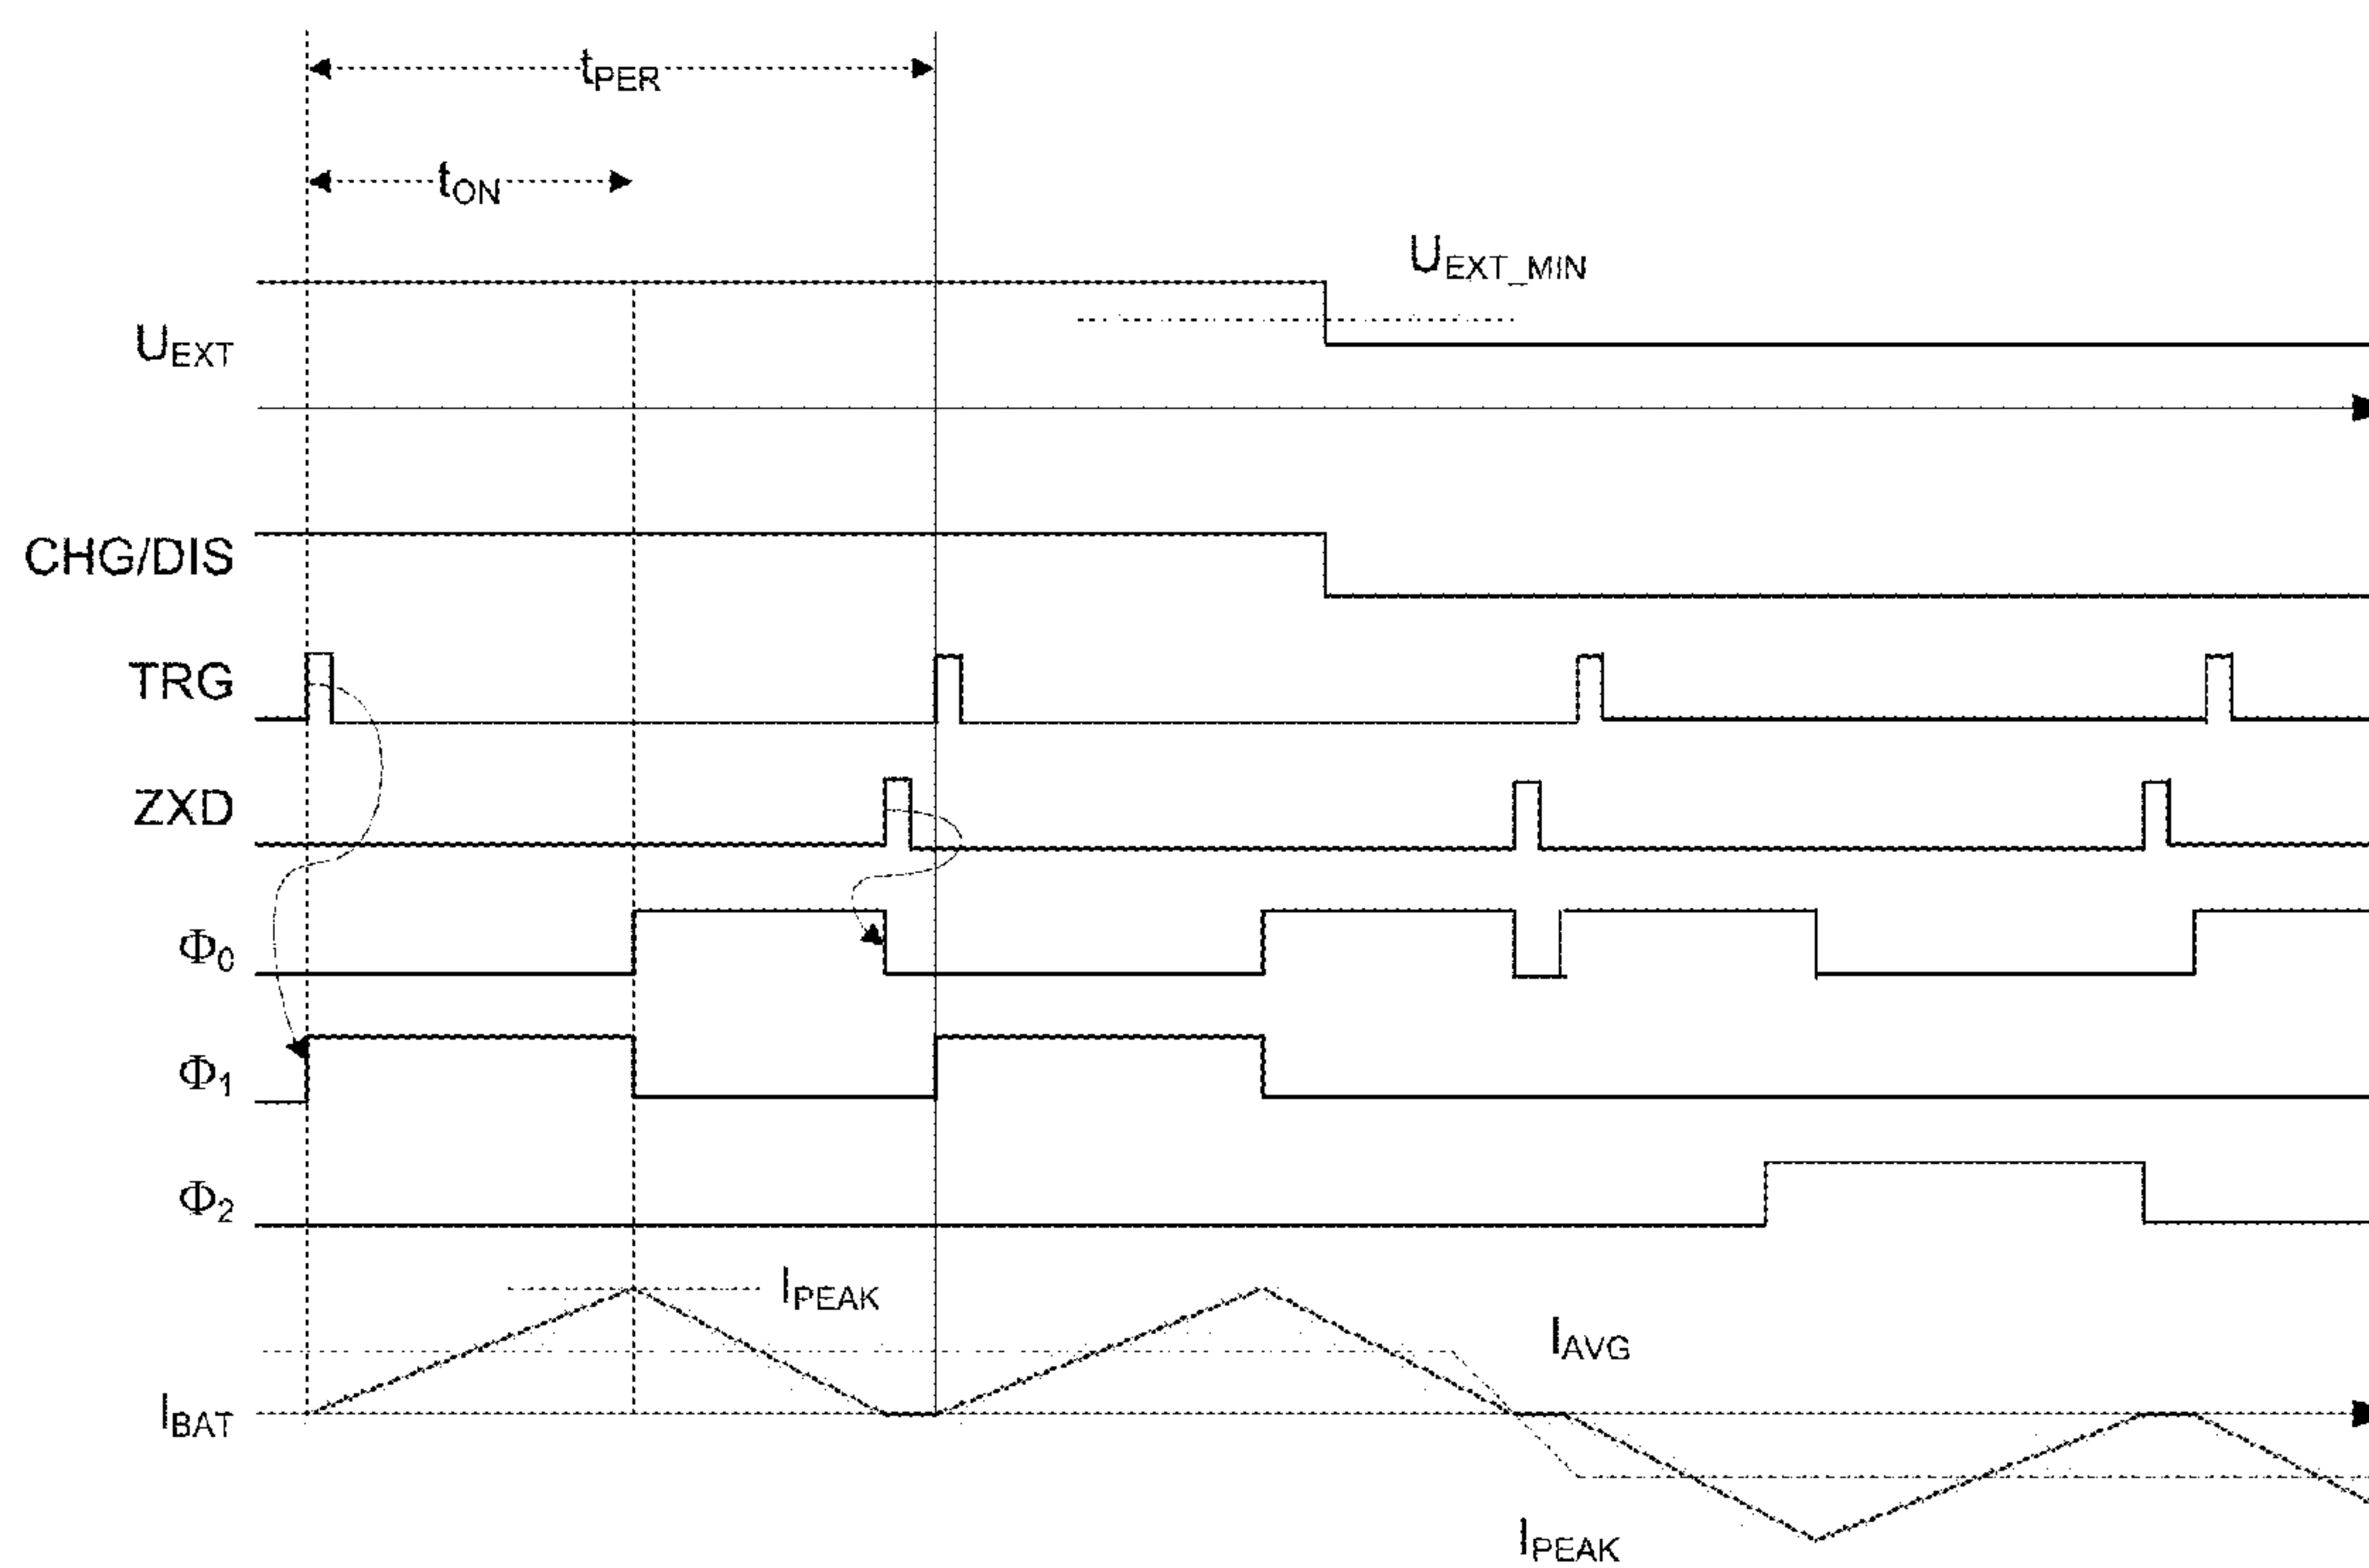 tPER
tON
UEXT_MIN
UEXT
CHG/DIS
TRG
ZXD
Φ0
Φ1
Φ2
IPEAK
IAVG
IBAT
IPEAK